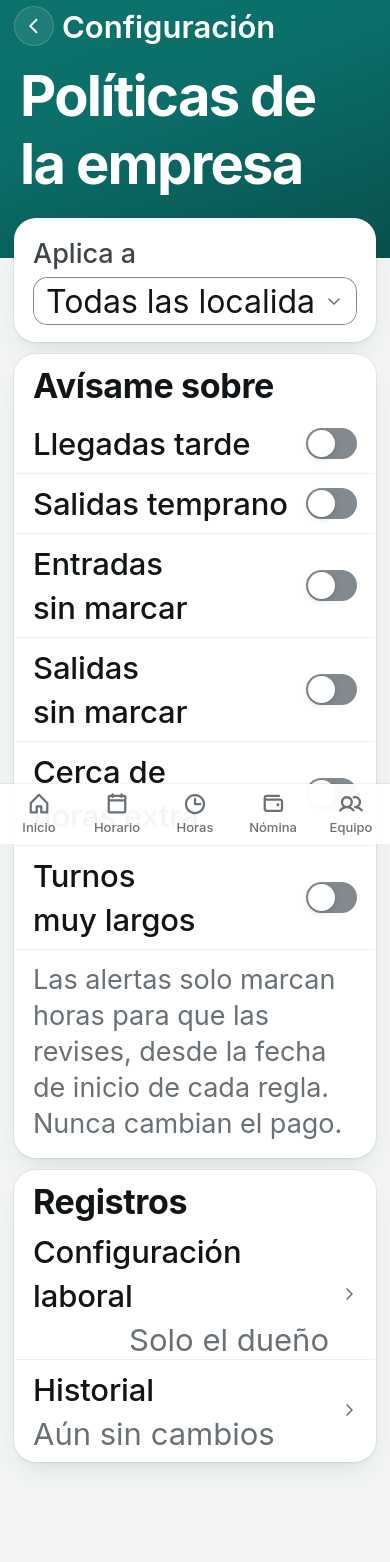 Configuración
Políticas de
la empresa
Aplica a
Todas las localida
Avísame sobre
Llegadas tarde
Salidas temprano
Entradas
sin marcar
Salidas
sin marcar
Cerca de
horas extra
Inicio Horario Horas Nómina Equipo
Turnos
muy largos
Las alertas solo marcan
horas para que las
revises, desde la fecha
de inicio de cada regla.
Nunca cambian el pago.
Registros
Configuración
laboral
Solo el dueño
Historial
Aún sin cambios